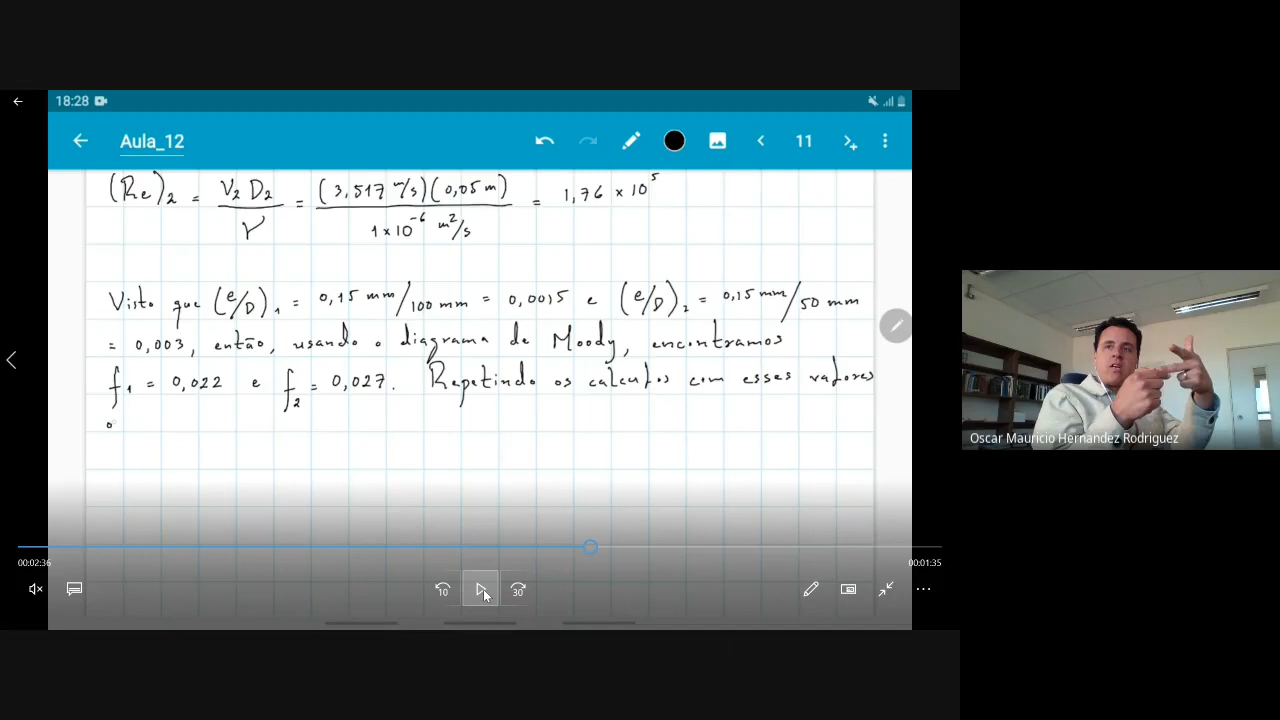 18:28
Aula_12
11
(Re)₂ = V₂ D₂ / ν = (3,517 m/s)(0,05 m) / 1×10⁻⁶ m²/s = 1,76 × 10⁵
Visto que (e/D)₁ = 0,15 mm/100 mm = 0,0015 e (e/D)₂ = 0,15 mm/50 mm
= 0,003, então, usando o diagrama de Moody, encontramos
f₁ = 0,022 e f₂ = 0,027. Repetindo os calculos com esses valores
o
Oscar Mauricio Hernandez Rodriguez
00:02:36
00:01:35
10
30